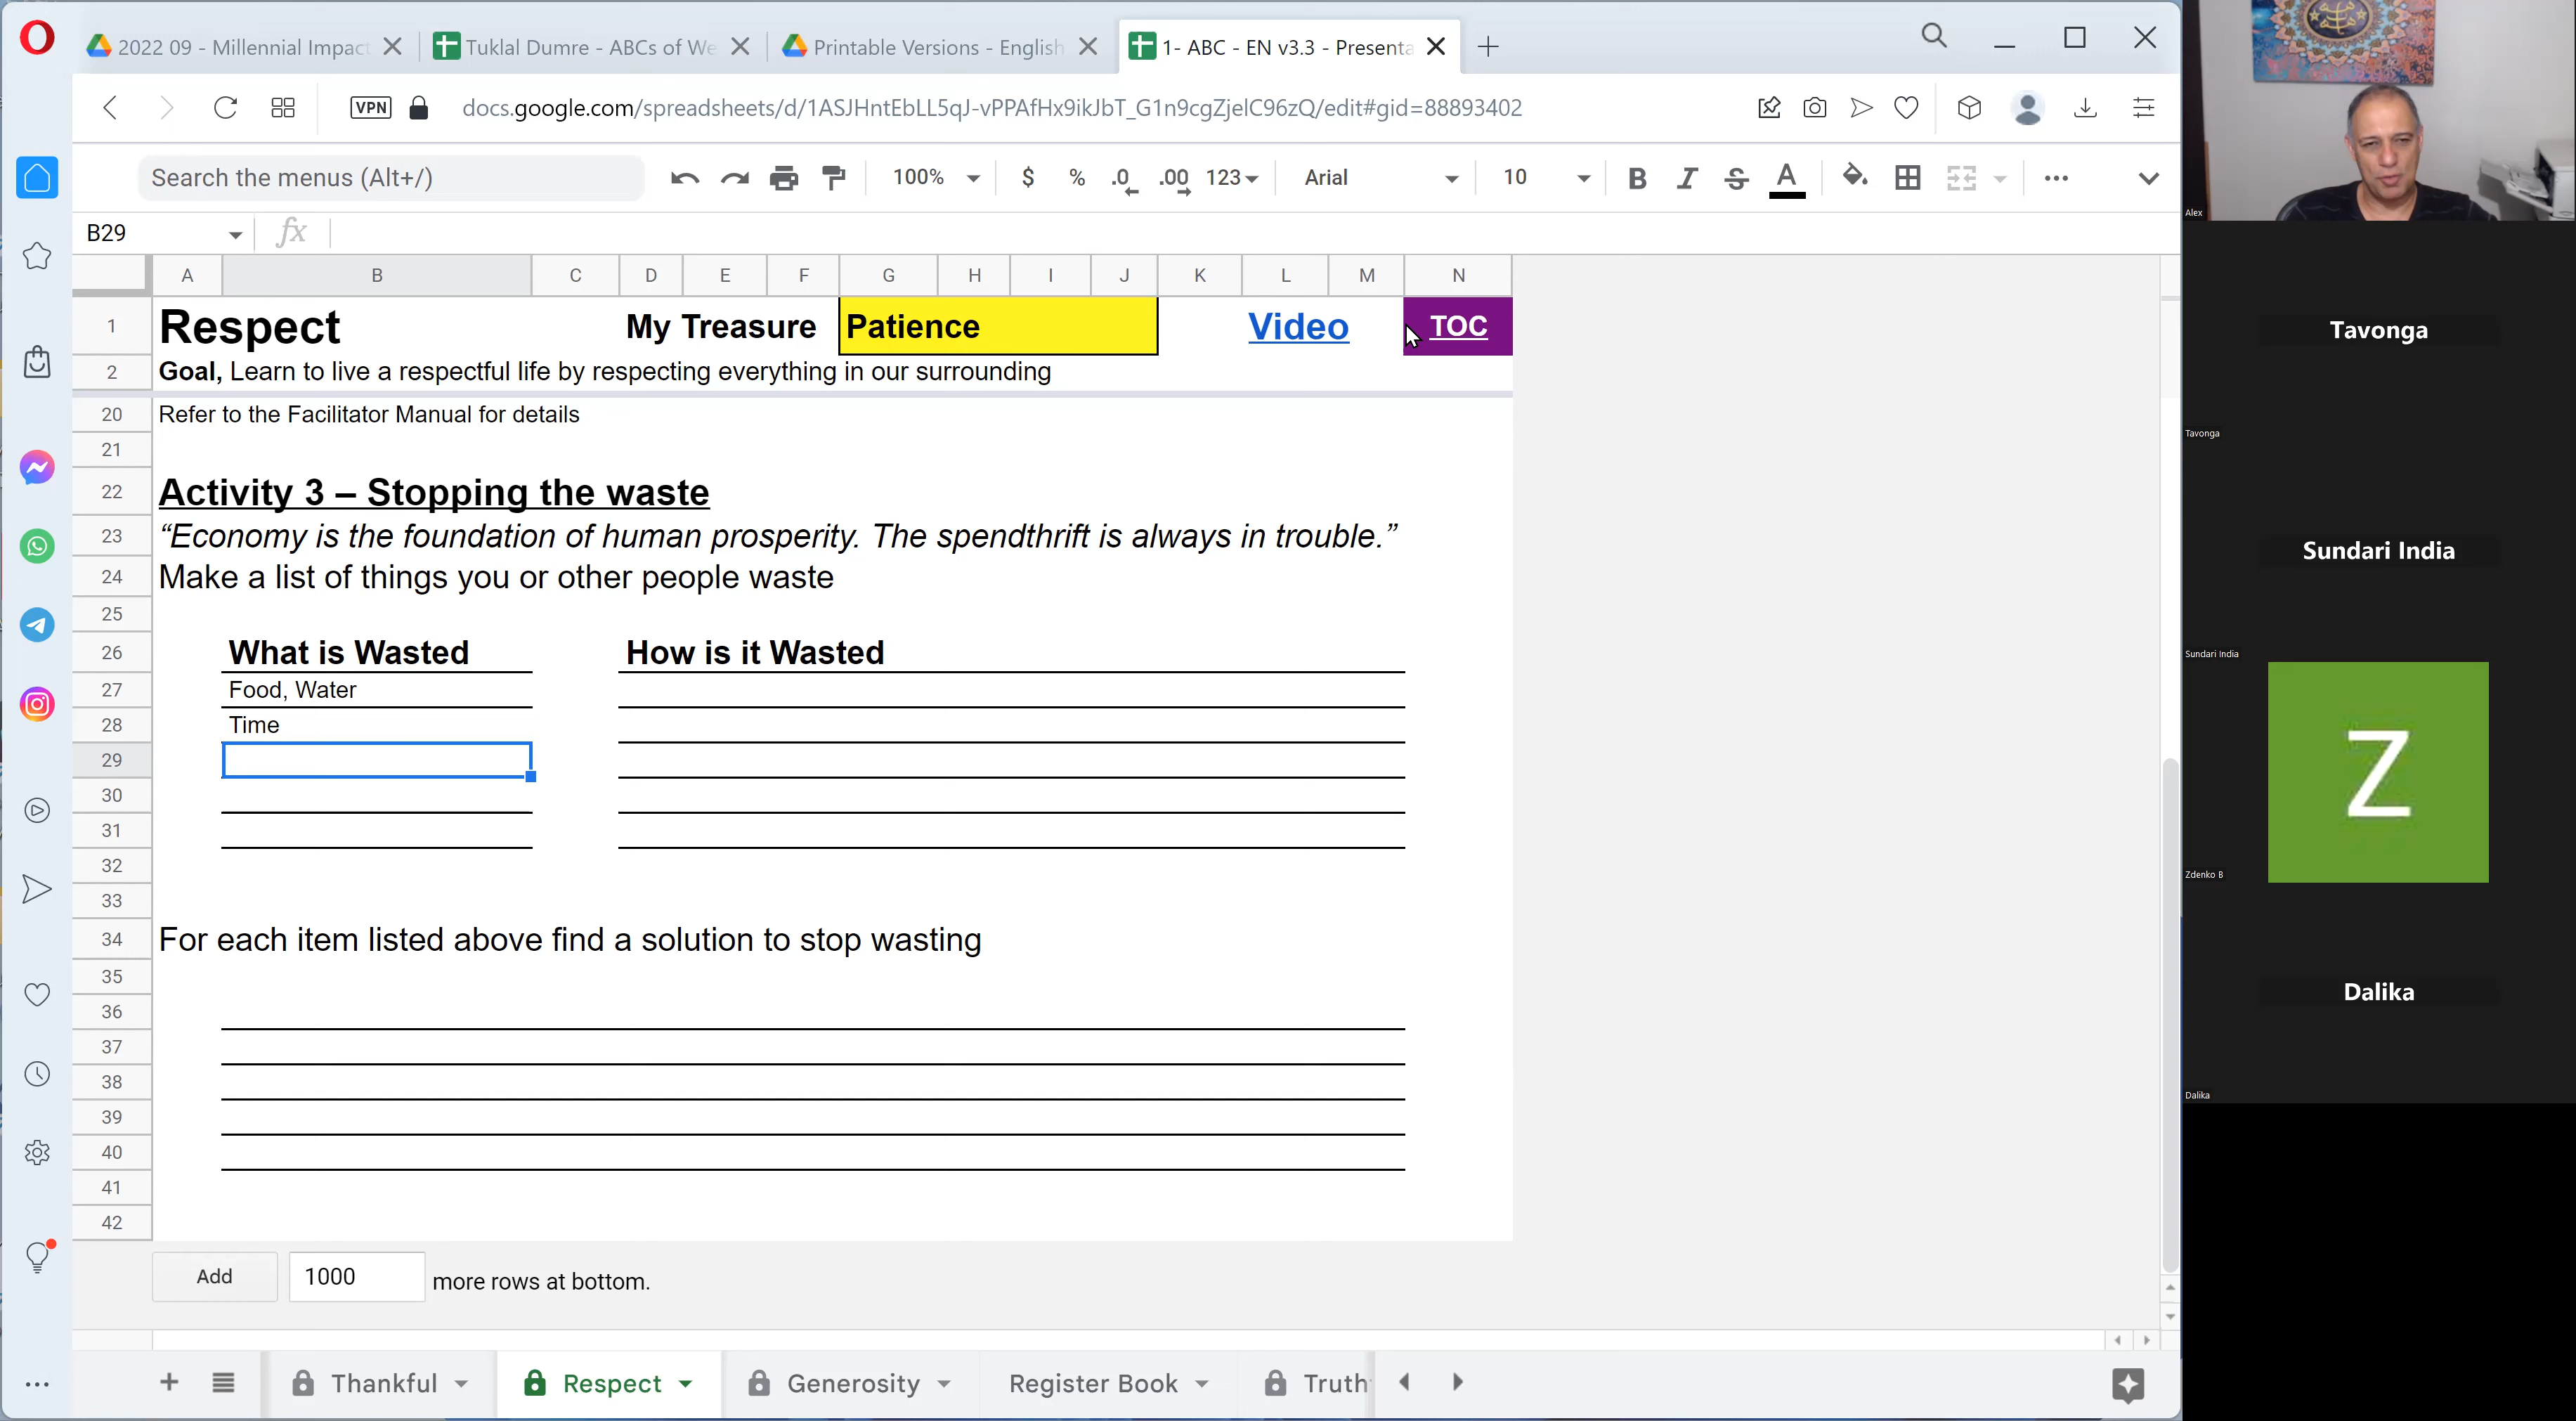 2022 09 - Millennial Impact
Tuklal Dumre - ABCs of We
Printable Versions - English
1- ABC - EN v3.3 - Presenta
VPN
docs.google.com/spreadsheets/d/1ASJHntEbLL5qJ-vPPAfHx9ikJbT_G1n9cgZjelC96zQ/edit#gid=88893402
Search the menus (Alt+/)
100%
$ % .0 .00 123
Arial
10
B I S A
B29
fx
A B C D E F G H I J K L M N
1 Respect My Treasure Patience Video TOC
2 Goal, Learn to live a respectful life by respecting everything in our surrounding
20 Refer to the Facilitator Manual for details
21
22 Activity 3 – Stopping the waste
23 “Economy is the foundation of human prosperity. The spendthrift is always in trouble.”
24 Make a list of things you or other people waste
25
26 What is Wasted How is it Wasted
27 Food, Water
28 Time
29
30
31
32
33
34 For each item listed above find a solution to stop wasting
35
36
37
38
39
40
41
42
Add 1000 more rows at bottom.
Thankful
Respect
Generosity
Register Book
Truth
Alex
Tavonga
Tavonga
Sundari India
Sundari India
Z
Zdenko B
Dalika
Dalika